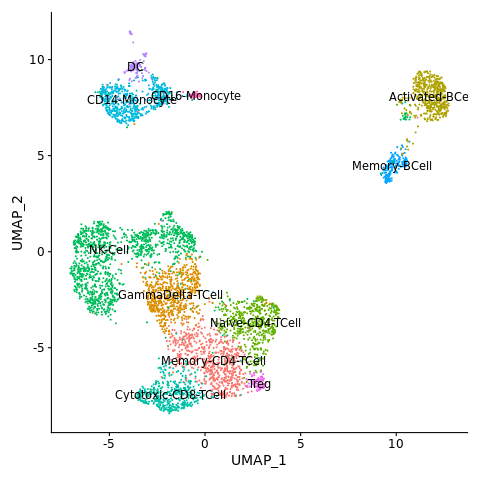 10
5
0
-5
UMAP_2
DC
CD14-Monocyte
CD16-Monocyte
Activated-BCe
Memory-BCell
NK-Cell
GammaDelta-TCell
Naive-CD4-TCell
Memory-CD4-TCell
Treg
Cytotoxic-CD8-TCell
-5
0
5
10
UMAP_1